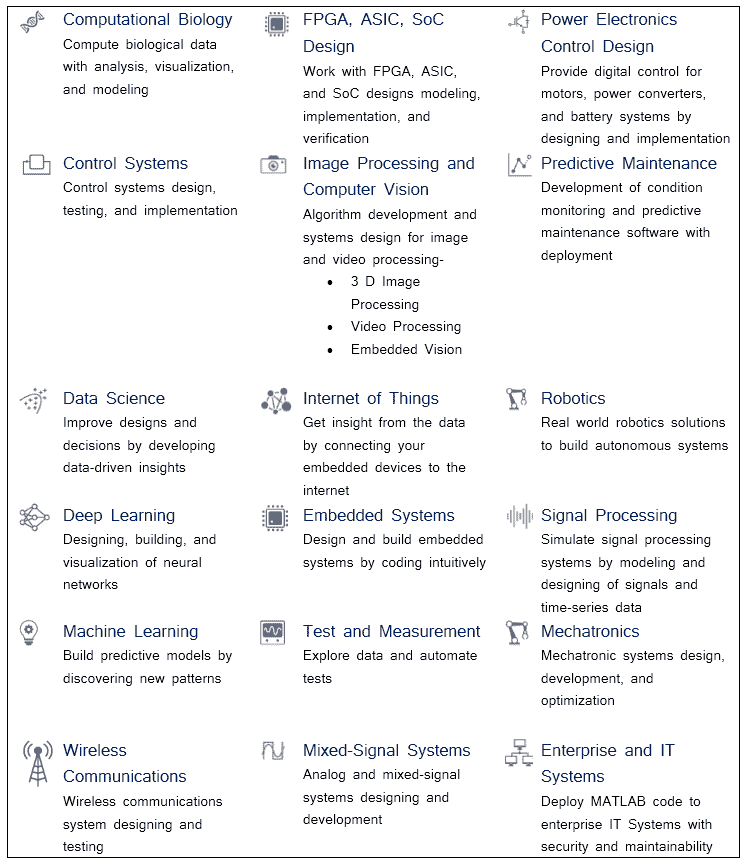 Computational Biology
Compute biological data
with analysis, visualization,
and modeling
FPGA, ASIC, SoC
Design
Work with FPGA, ASIC,
and SoC designs modeling,
implementation, and
verification
Power Electronics
Control Design
Provide digital control for
motors, power converters,
and battery systems by
designing and implementation
Control Systems
Control systems design,
testing, and implementation
Image Processing and
Computer Vision
Algorithm development and
systems design for image
and video processing-
• 3 D Image
Processing
• Video Processing
• Embedded Vision
Predictive Maintenance
Development of condition
monitoring and predictive
maintenance software with
deployment
Data Science
Improve designs and
decisions by developing
data-driven insights
Internet of Things
Get insight from the data
by connecting your
embedded devices to the
internet
Robotics
Real world robotics solutions
to build autonomous systems
Deep Learning
Designing, building, and
visualization of neural
networks
Embedded Systems
Design and build embedded
systems by coding intuitively
Signal Processing
Simulate signal processing
systems by modeling and
designing of signals and
time-series data
Machine Learning
Build predictive models by
discovering new patterns
Test and Measurement
Explore data and automate
tests
Mechatronics
Mechatronic systems design,
development, and
optimization
Wireless
Communications
Wireless communications
system designing and
testing
Mixed-Signal Systems
Analog and mixed-signal
systems designing and
development
Enterprise and IT
Systems
Deploy MATLAB code to
enterprise IT Systems with
security and maintainability